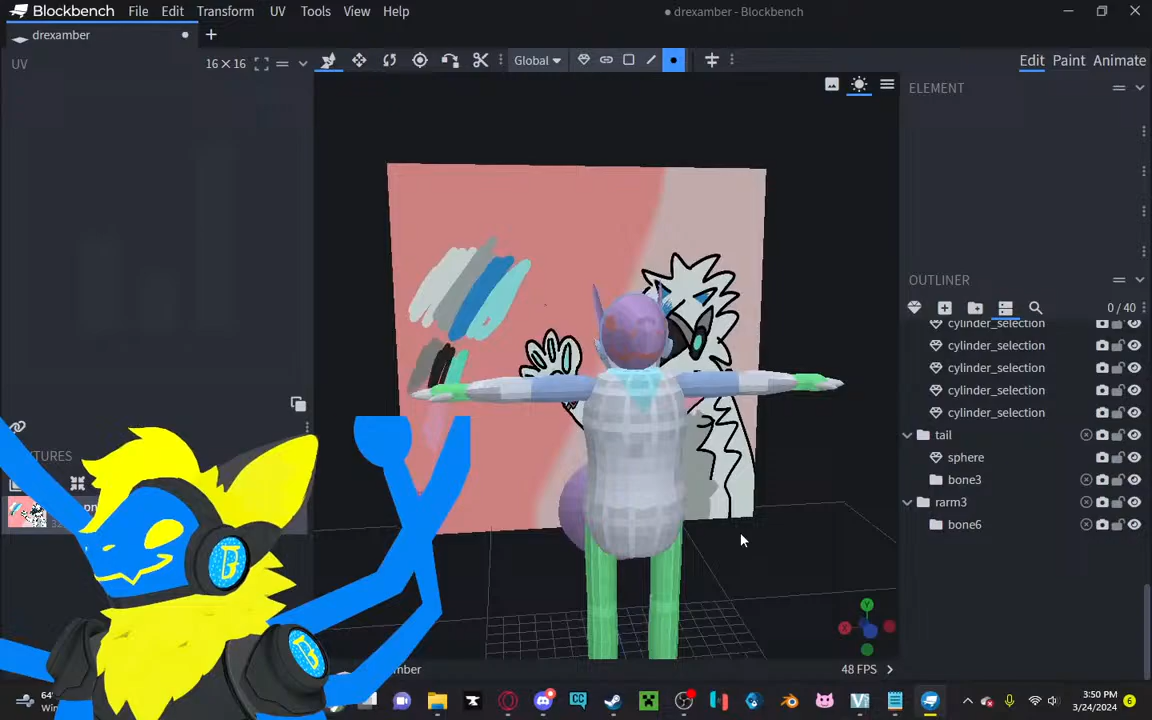 Blockbench File Edit Transform UV Tools View Help
drexamber - Blockbench
drexamber
UV 16×16
Global
Edit Paint Animate
ELEMENT
OUTLINER
0 / 40
cylinder_selection
cylinder_selection
cylinder_selection
cylinder_selection
cylinder_selection
tail
sphere
bone3
rarm3
bone6
48 FPS
3:50 PM
3/24/2024
6